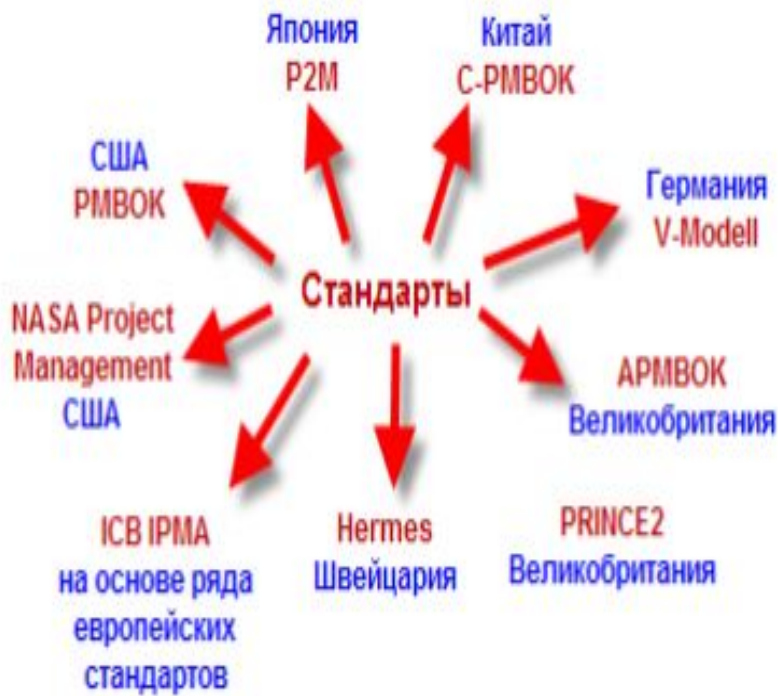 Япония
P2M
Китай
C-PMBOK
США
PMBOK
Германия
V-Modell
Стандарты
NASA Project
Management
США
APMBOK
Великобритания
ICB IPMA
на основе ряда
европейских
стандартов
Hermes
Швейцария
PRINCE2
Великобритания